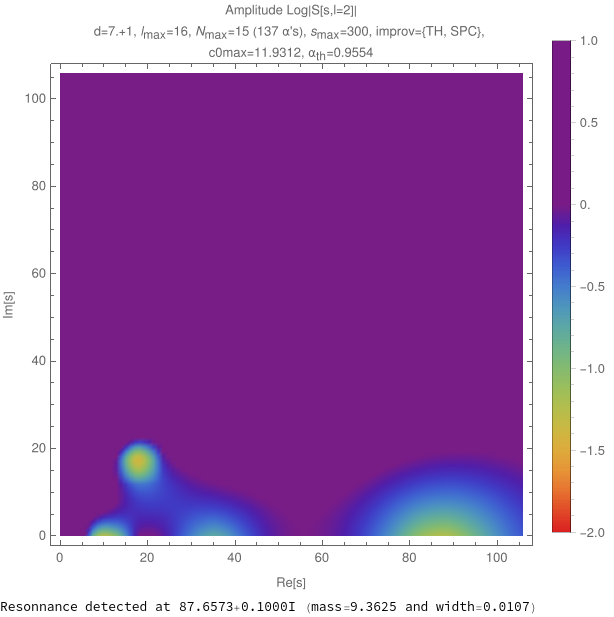 Amplitude Log|S[s,l=2]|
d=7.+1, lmax=16, Nmax=15 (137 α's), smax=300, improv={TH, SPC},
c0max=11.9312, αth=0.9554
100
80
60
40
20
0
Im[s]
0 20 40 60 80 100
Re[s]
1.0
0.5
0.
-0.5
-1.0
-1.5
-2.0
Resonnance detected at 87.6573+0.1000I (mass=9.3625 and width=0.0107)